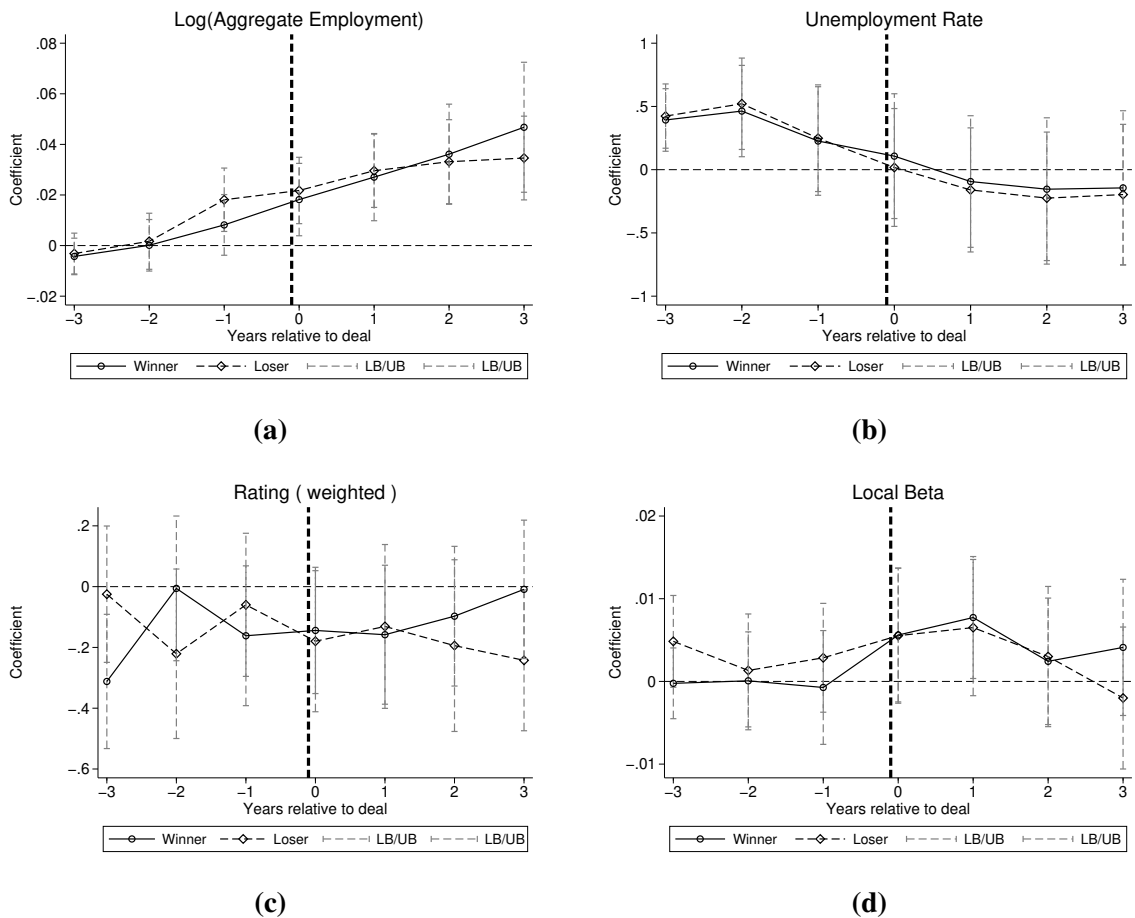 Log(Aggregate Employment)
.08
.06
.04
.02
0
−.02
Coefficient
−3 −2 −1 0 1 2 3
Years relative to deal
Winner Loser LB/UB LB/UB
(a)
Unemployment Rate
1
.5
0
−.5
−1
Coefficient
−3 −2 −1 0 1 2 3
Years relative to deal
Winner Loser LB/UB LB/UB
(b)
Rating ( weighted )
.2
0
−.2
−.4
−.6
Coefficient
−3 −2 −1 0 1 2 3
Years relative to deal
Winner Loser LB/UB LB/UB
(c)
Local Beta
.02
.01
0
−.01
Coefficient
−3 −2 −1 0 1 2 3
Years relative to deal
Winner Loser LB/UB LB/UB
(d)